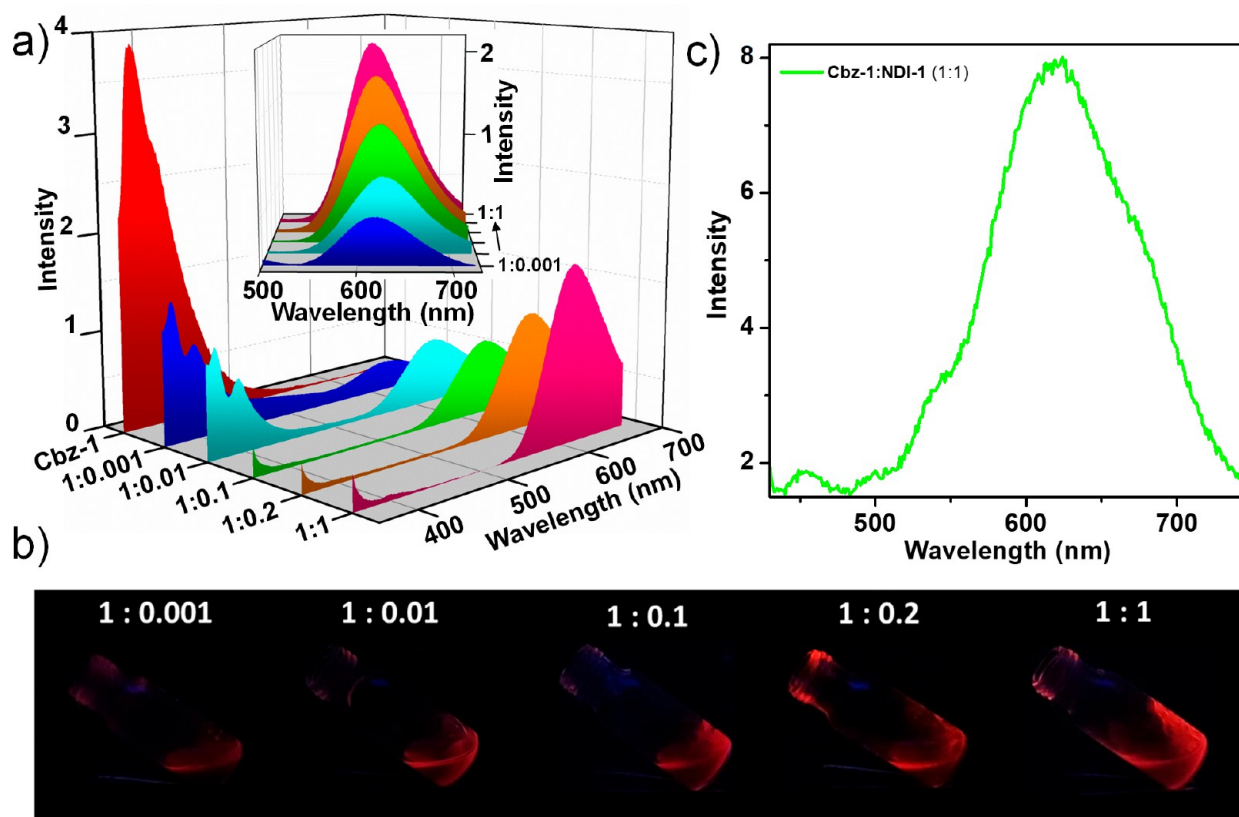 a)
4
3
2
1
0
Intensity
Cbz-1
1:0.001
1:0.01
1:0.1
1:0.2
1:1
400
500
600
700
Wavelength (nm)
2
1
Intensity
1:1
1:0.001
500
600
700
Wavelength (nm)
c)
8
6
4
2
Intensity
Cbz-1:NDI-1 (1:1)
500
600
700
Wavelength (nm)
b)
1 : 0.001
1 : 0.01
1 : 0.1
1 : 0.2
1 : 1